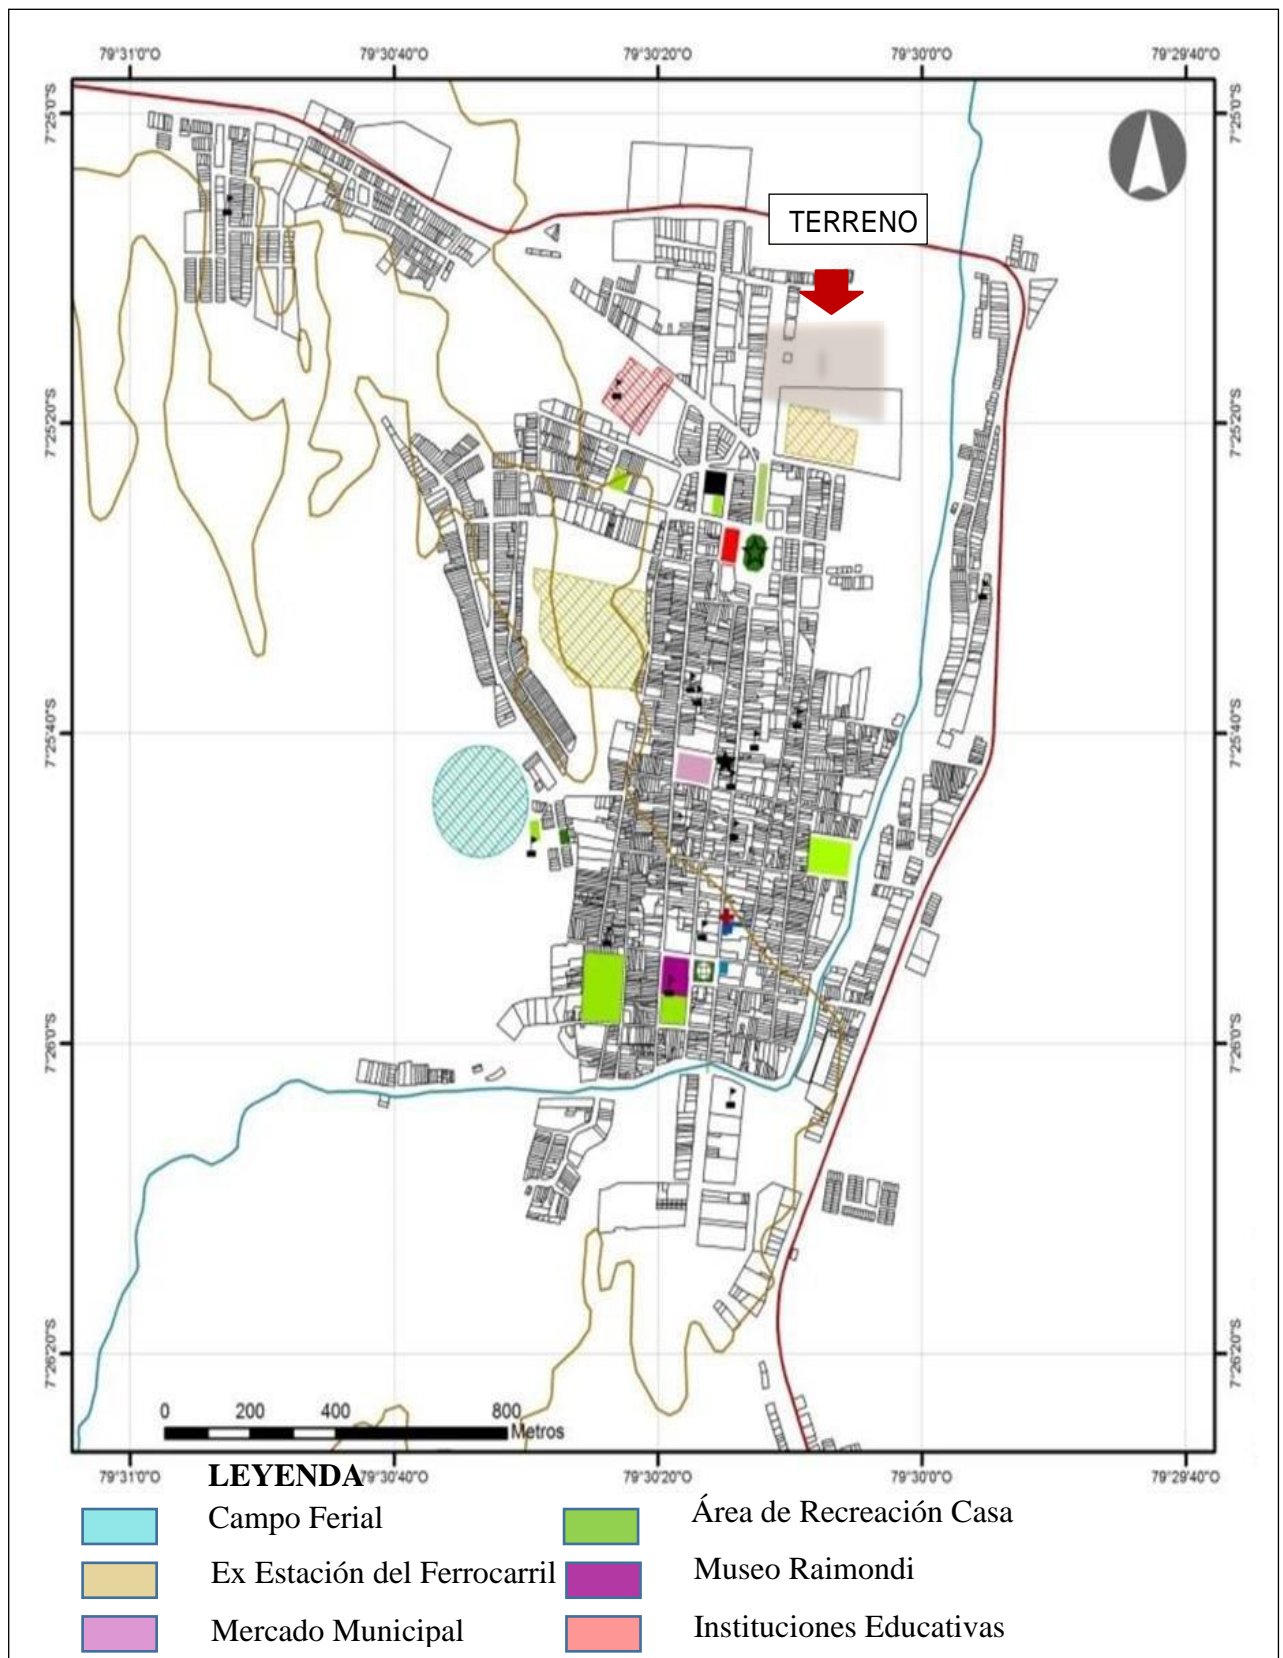 79°31'0"O 79°30'40"O 79°30'20"O 79°30'0"O 79°29'40"O
7°25'0"S 7°25'0"S
TERRENO
7°25'20"S 7°25'20"S
7°25'40"S 7°25'40"S
7°26'0"S 7°26'0"S
7°26'20"S 7°26'20"S
0 200 400 800
Metros
79°31'0"O 79°30'40"O 79°30'20"O 79°30'0"O 79°29'40"O
LEYENDA
Campo Ferial
Área de Recreación Casa
Ex Estación del Ferrocarril
Museo Raimondi
Mercado Municipal
Instituciones Educativas